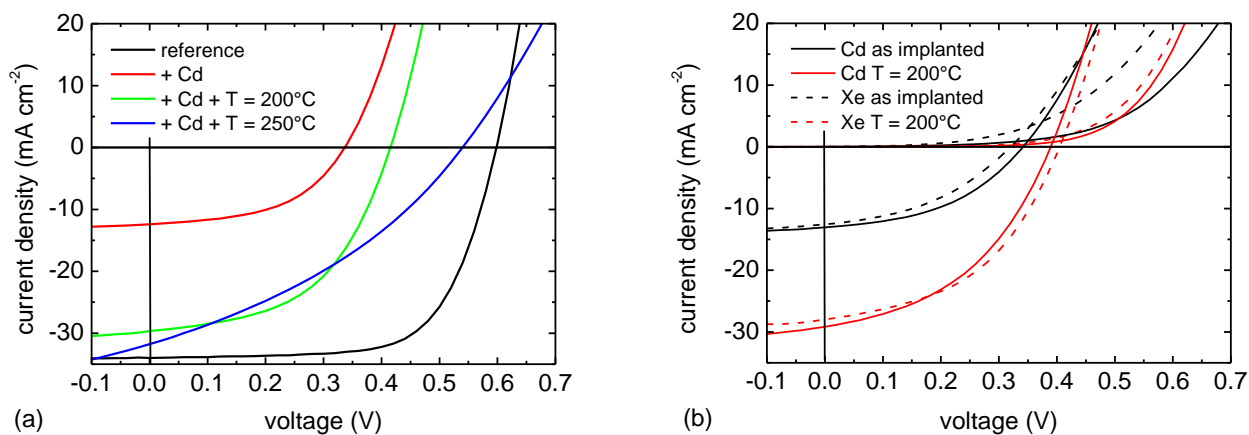 20
10
0
-10
-20
-30
current density (mA cm-2)
reference
+ Cd
+ Cd + T = 200°C
+ Cd + T = 250°C
-0.1 0.0 0.1 0.2 0.3 0.4 0.5 0.6 0.7
(a)
voltage (V)
20
10
0
-10
-20
-30
current density (mA cm-2)
Cd as implanted
Cd T = 200°C
Xe as implanted
Xe T = 200°C
-0.1 0.0 0.1 0.2 0.3 0.4 0.5 0.6 0.7
(b)
voltage (V)